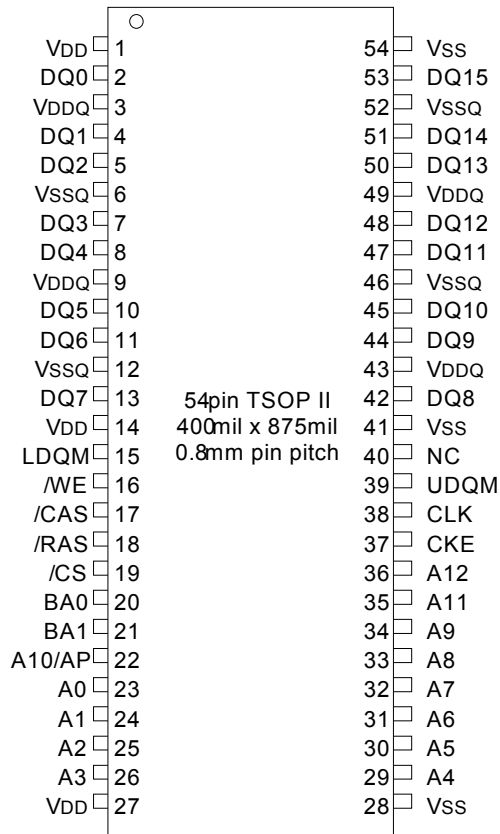 VDD 1 54 VSS
DQ0 2 53 DQ15
VDDQ 3 52 VSSQ
DQ1 4 51 DQ14
DQ2 5 50 DQ13
VSSQ 6 49 VDDQ
DQ3 7 48 DQ12
DQ4 8 47 DQ11
VDDQ 9 46 VSSQ
DQ5 10 45 DQ10
DQ6 11 44 DQ9
VSSQ 12 43 VDDQ
DQ7 13 54pin TSOP II 42 DQ8
VDD 14 400mil x 875mil 41 VSS
LDQM 15 0.8mm pin pitch 40 NC
/WE 16 39 UDQM
/CAS 17 38 CLK
/RAS 18 37 CKE
/CS 19 36 A12
BA0 20 35 A11
BA1 21 34 A9
A10/AP 22 33 A8
A0 23 32 A7
A1 24 31 A6
A2 25 30 A5
A3 26 29 A4
VDD 27 28 VSS